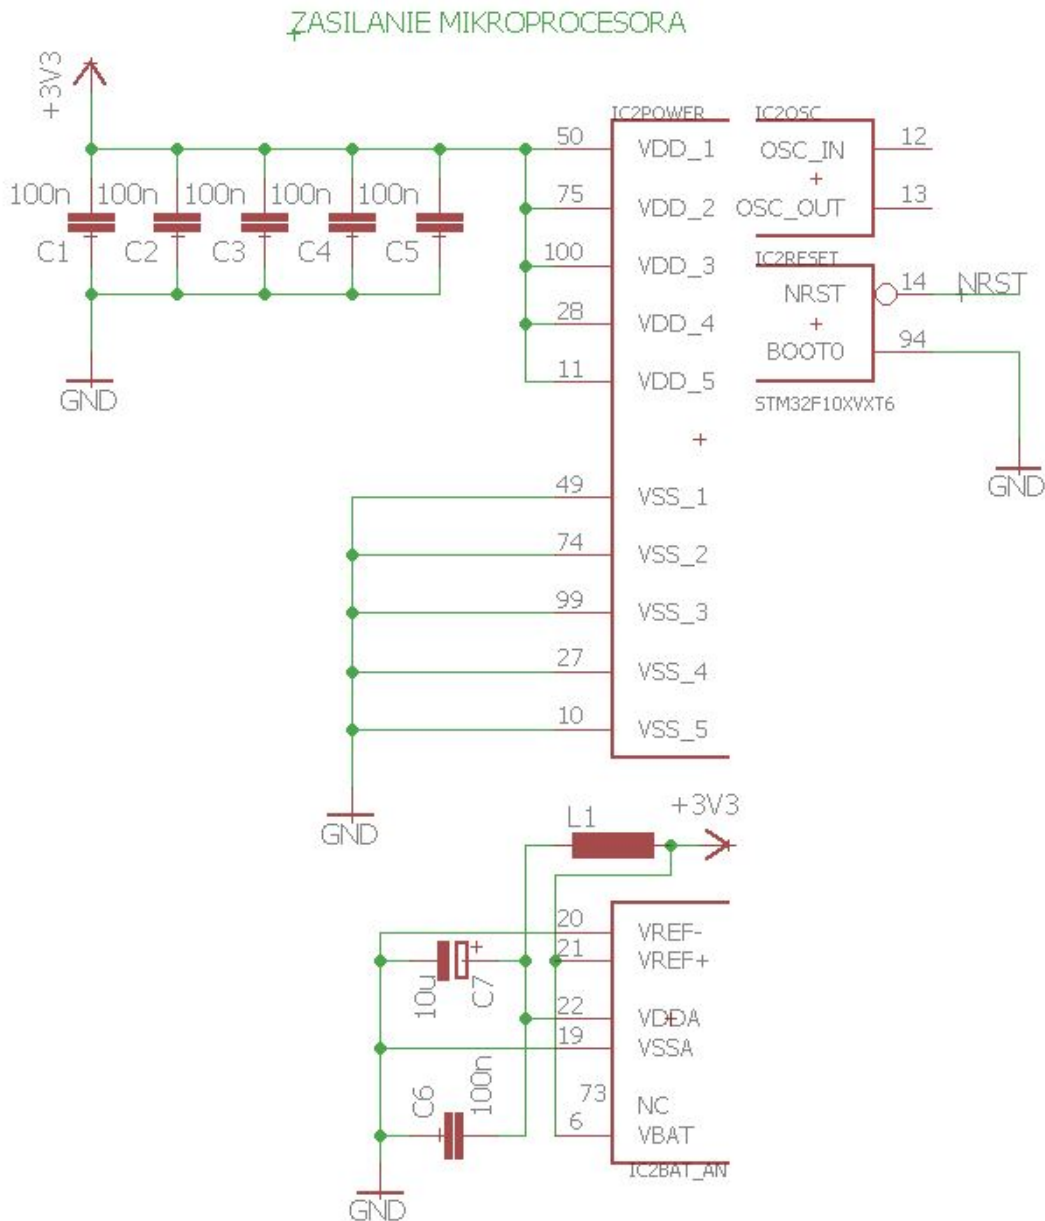 ZASILANIE MIKROPROCESORA
+3V3
IC2POWER
IC2OSC
50
VDD_1
OSC_IN
12
75
VDD_2
OSC_OUT
13
100n
100n
100n
100n
100n
C1
C2
C3
C4
C5
100
VDD_3
IC2RESET
NRST
14
NRST
28
VDD_4
BOOT0
94
11
VDD_5
GND
STM32F10XVXT6
GND
49
VSS_1
74
VSS_2
99
VSS_3
27
VSS_4
10
VSS_5
GND
L1
+3V3
20
VREF-
21
VREF+
10u
C7
22
VDDA
19
VSSA
C6
100n
73
NC
6
VBAT
IC2BAT_AN
GND